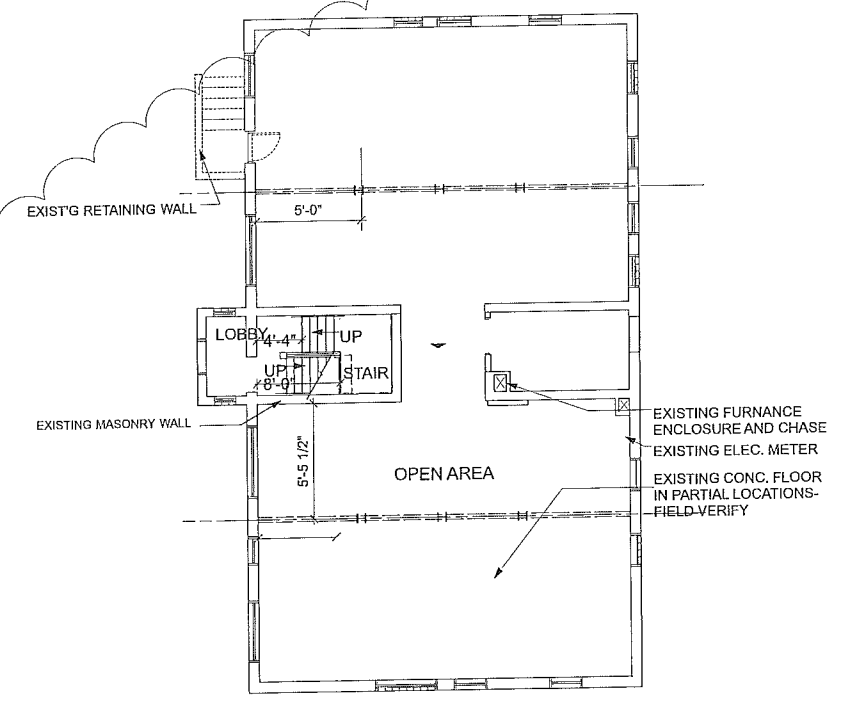 EXIST'G RETAINING WALL
5'-0"
LOBBY
4'-4"
UP
UP
8'-0"
STAIR
EXISTING MASONRY WALL
5'-5 1/2"
OPEN AREA
EXISTING FURNANCE
ENCLOSURE AND CHASE
EXISTING ELEC. METER
EXISTING CONC. FLOOR
IN PARTIAL LOCATIONS-
FIELD VERIFY